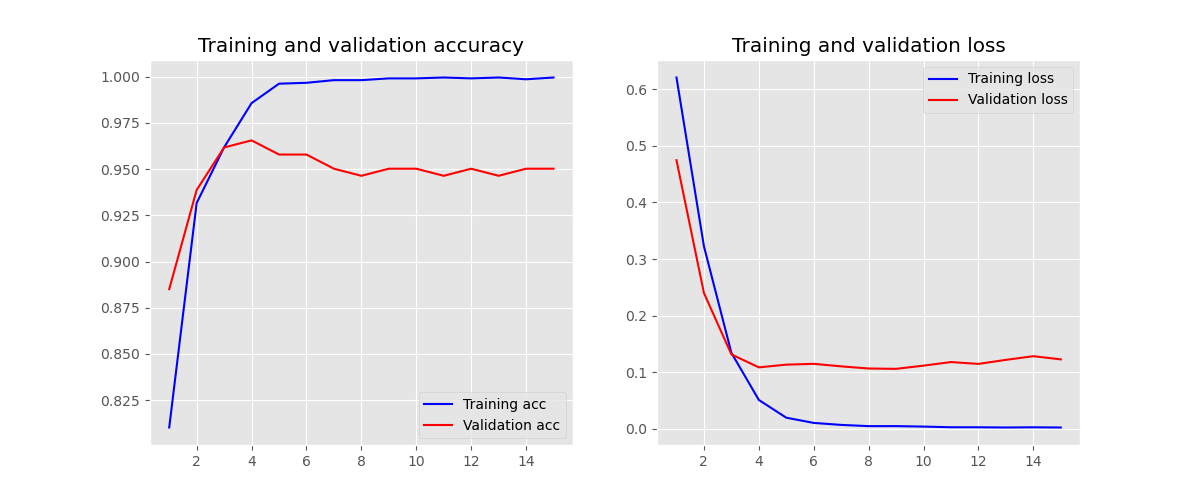 Training and validation accuracy
1.000
0.975
0.950
0.925
0.900
0.875
0.850
0.825
2 4 6 8 10 12 14
Training acc
Validation acc
Training and validation loss
0.6
0.5
0.4
0.3
0.2
0.1
0.0
2 4 6 8 10 12 14
Training loss
Validation loss